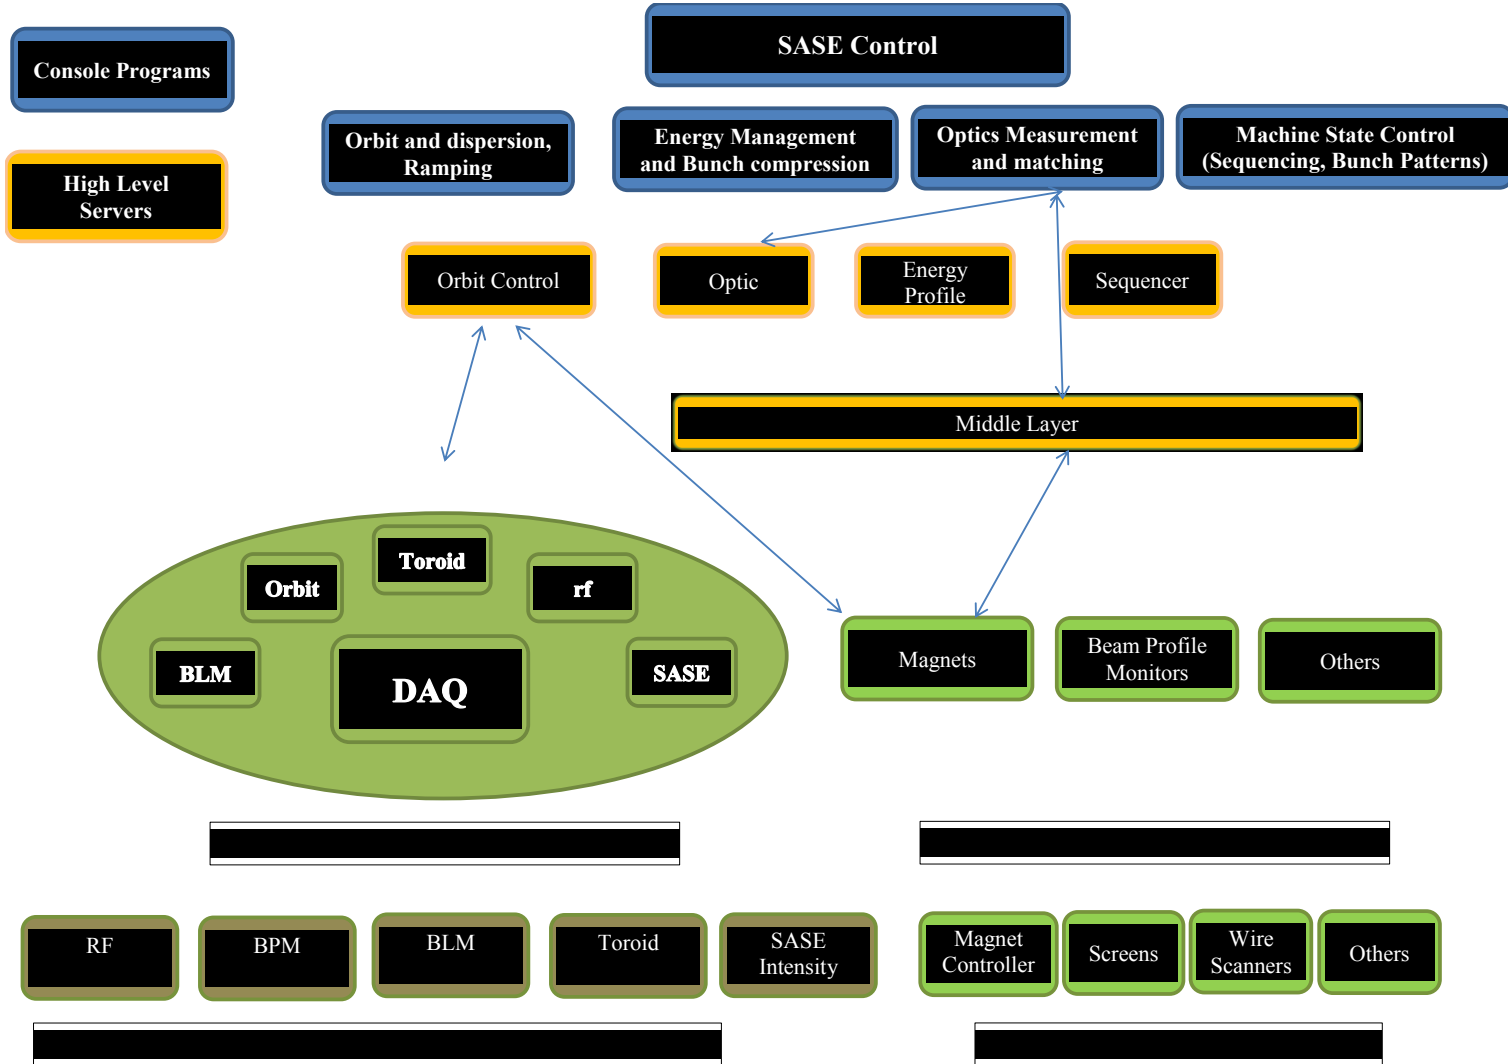 SASE Control
Console Programs
Orbit and dispersion,
Ramping
Energy Management
and Bunch compression
Optics Measurement
and matching
Machine State Control
(Sequencing, Bunch Patterns)
High Level
Servers
Orbit Control
Optic
Energy
Profile
Sequencer
Middle Layer
Toroid
Orbit
rf
BLM
DAQ
SASE
Magnets
Beam Profile
Monitors
Others
RF
BPM
BLM
Toroid
SASE
Intensity
Magnet
Controller
Screens
Wire
Scanners
Others